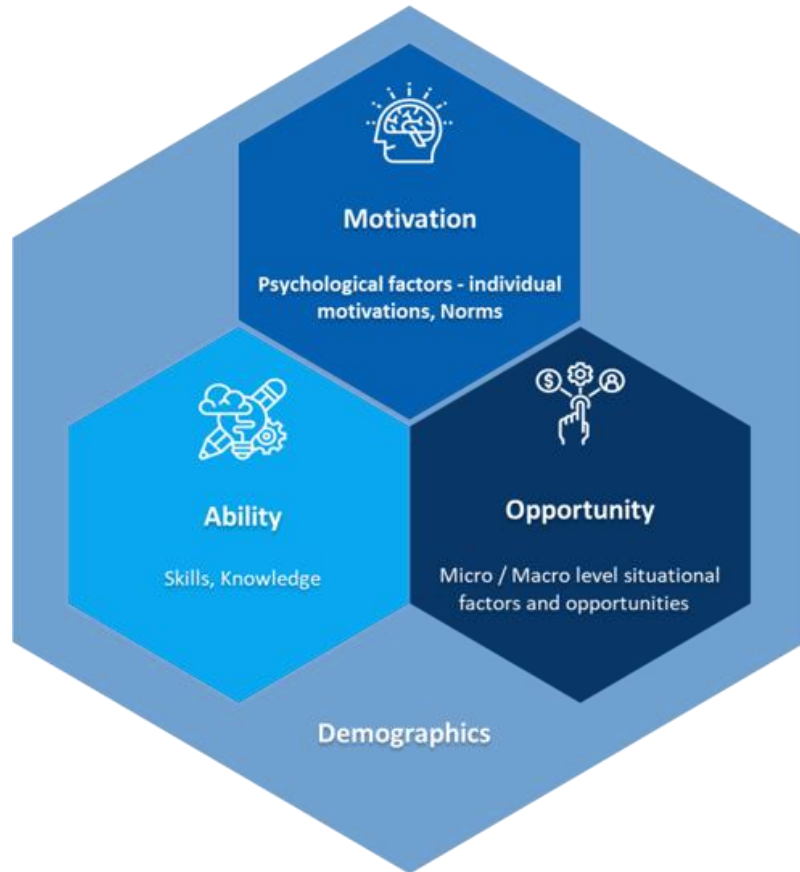 Motivation
Psychological factors - individual
motivations, Norms
Ability
Skills, Knowledge
Opportunity
Micro / Macro level situational
factors and opportunities
Demographics